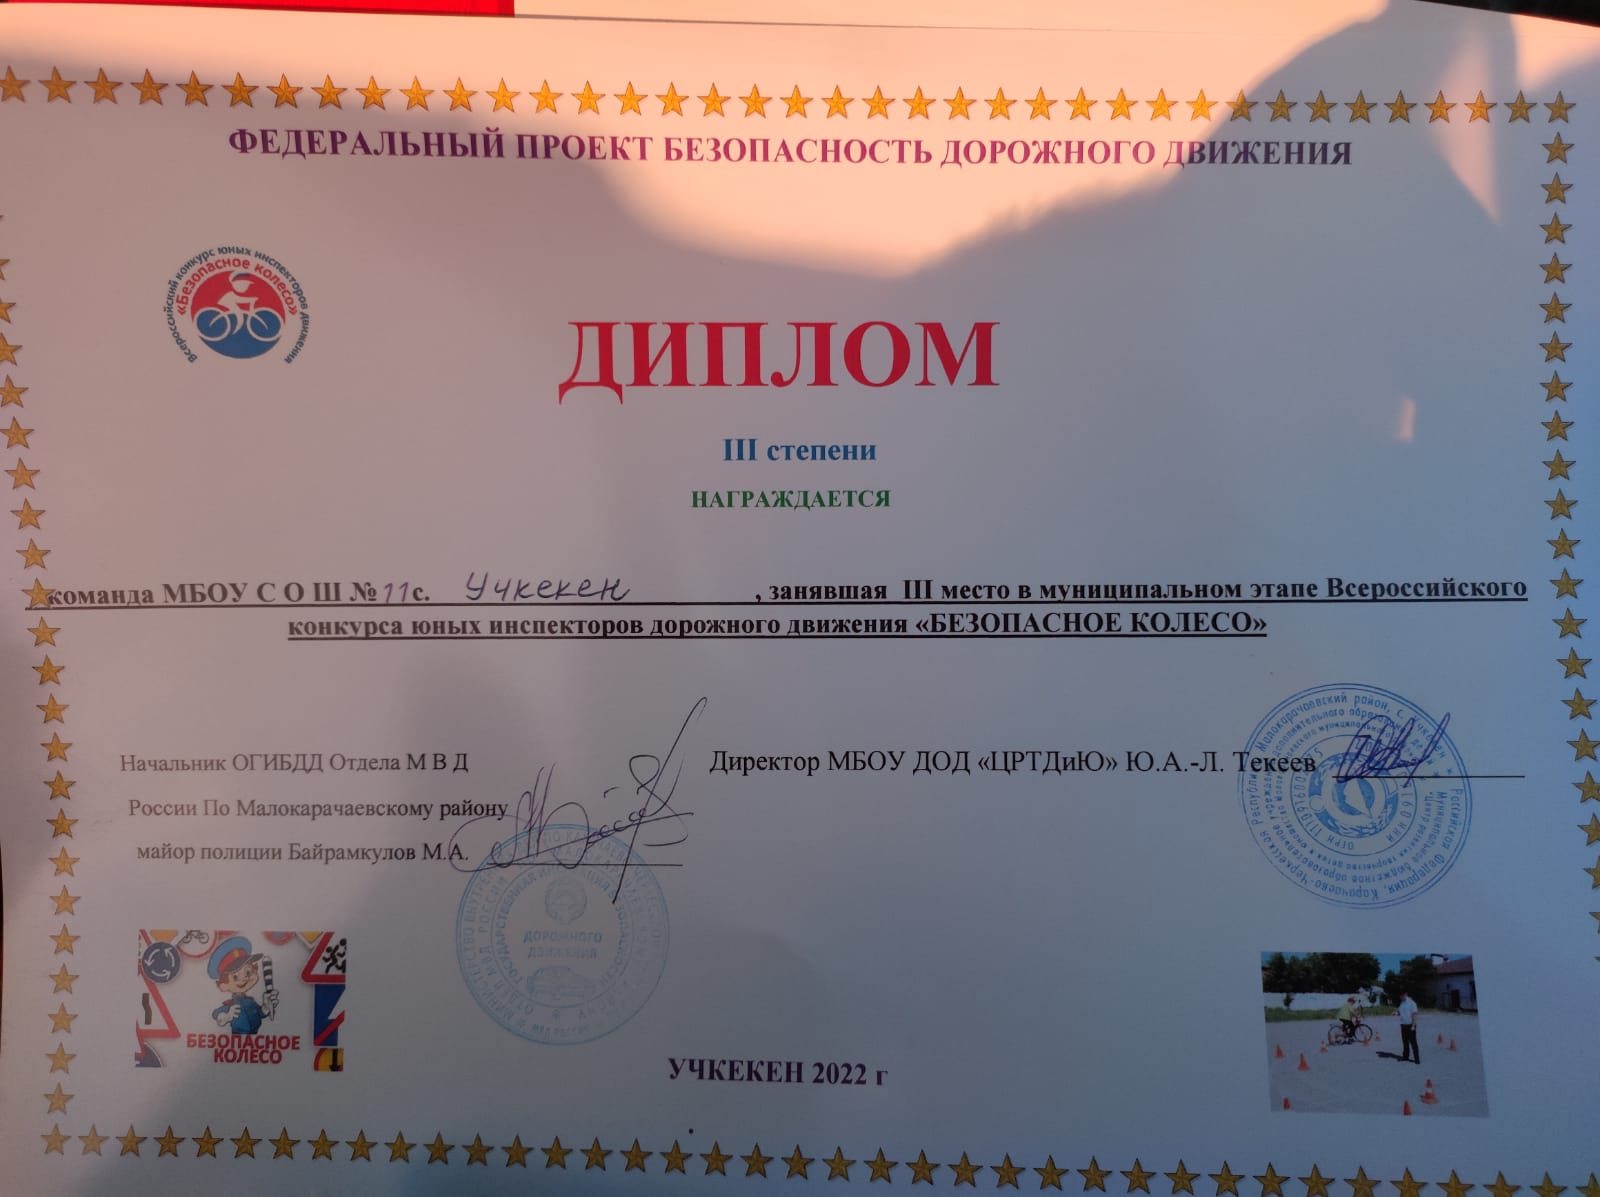 ФЕДЕРАЛЬНЫЙ ПРОЕКТ БЕЗОПАСНОСТЬ ДОРОЖНОГО ДВИЖЕНИЯ
Всероссийский конкурс юных инспекторов движения
«Безопасное колесо»
ДИПЛОМ
III степени
НАГРАЖДАЕТСЯ
команда МБОУ С О Ш №11с. Учкекен , занявшая III место в муниципальном этапе Всероссийского
конкурса юных инспекторов дорожного движения «БЕЗОПАСНОЕ КОЛЕСО»
Начальник ОГИБДД Отдела М В Д
России По Малокарачаевскому району
майор полиции Байрамкулов М.А.
Директор МБОУ ДОД «ЦРТДиЮ» Ю.А.-Л. Текеев
ДОРОЖНОГО
ДВИЖЕНИЯ
БЕЗОПАСНОЕ
КОЛЕСО
УЧКЕКЕН 2022 г